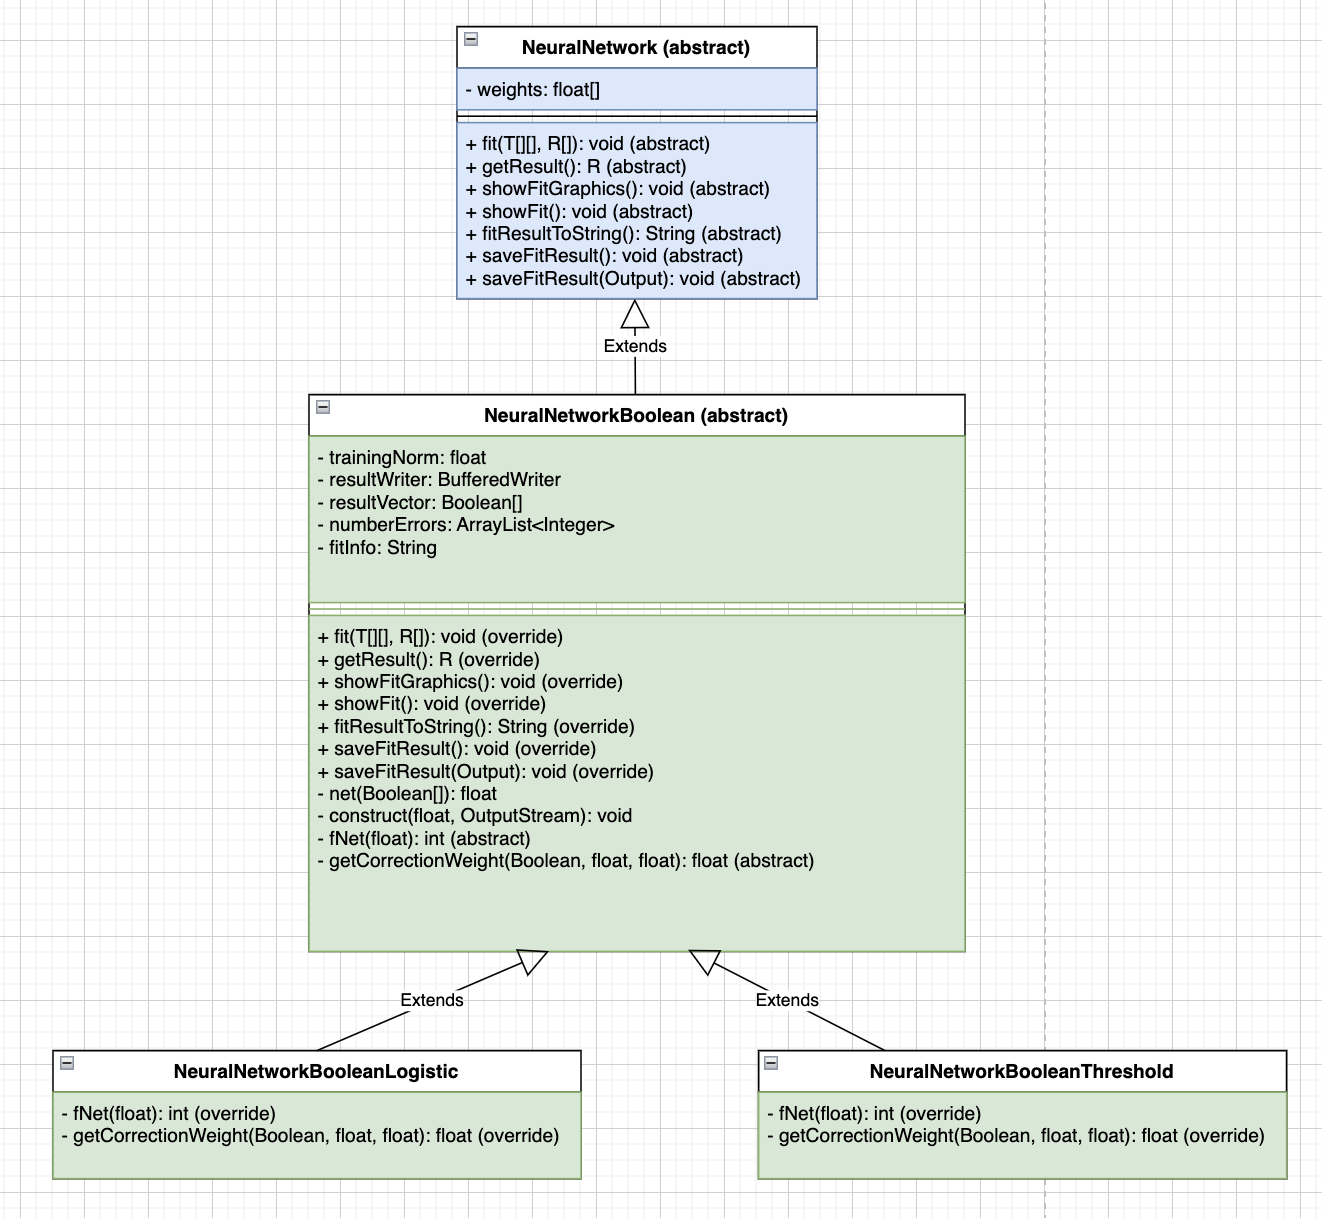 NeuralNetwork (abstract)
- weights: float[]
+ fit(T[][], R[]): void (abstract)
+ getResult(): R (abstract)
+ showFitGraphics(): void (abstract)
+ showFit(): void (abstract)
+ fitResultToString(): String (abstract)
+ saveFitResult(): void (abstract)
+ saveFitResult(Output): void (abstract)
Extends
NeuralNetworkBoolean (abstract)
- trainingNorm: float
- resultWriter: BufferedWriter
- resultVector: Boolean[]
- numberErrors: ArrayList<Integer>
- fitInfo: String
+ fit(T[][], R[]): void (override)
+ getResult(): R (override)
+ showFitGraphics(): void (override)
+ showFit(): void (override)
+ fitResultToString(): String (override)
+ saveFitResult(): void (override)
+ saveFitResult(Output): void (override)
- net(Boolean[]): float
- construct(float, OutputStream): void
- fNet(float): int (abstract)
- getCorrectionWeight(Boolean, float, float): float (abstract)
Extends
Extends
NeuralNetworkBooleanLogistic
- fNet(float): int (override)
- getCorrectionWeight(Boolean, float, float): float (override)
NeuralNetworkBooleanThreshold
- fNet(float): int (override)
- getCorrectionWeight(Boolean, float, float): float (override)